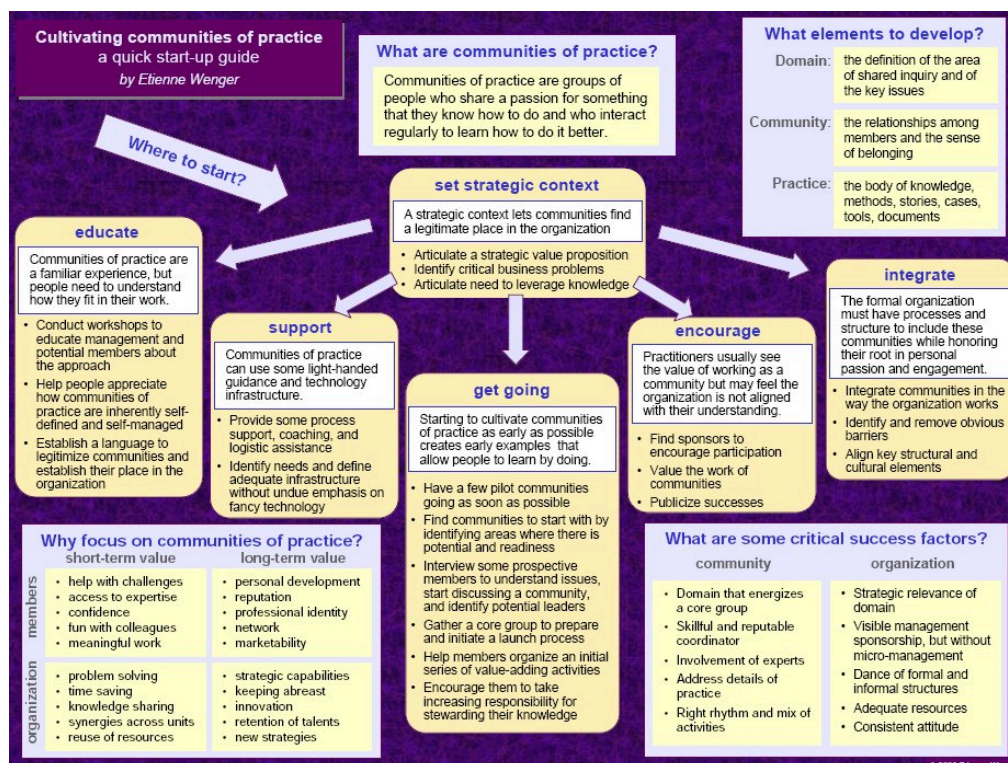 Cultivating communities of practice
a quick start-up guide
by Etienne Wenger
What are communities of practice?
Communities of practice are groups of
people who share a passion for something
that they know how to do and who interact
regularly to learn how to do it better.
What elements to develop?
Domain: the definition of the area
of shared inquiry and of
the key issues
Community: the relationships among
members and the sense
of belonging
Practice: the body of knowledge,
methods, stories, cases,
tools, documents
Where to start?
set strategic context
A strategic context lets communities find
a legitimate place in the organization
• Articulate a strategic value proposition
• Identify critical business problems
• Articulate need to leverage knowledge
educate
Communities of practice are
a familiar experience, but
people need to understand
how they fit in their work.
• Conduct workshops to
educate management and
potential members about
the approach
• Help people appreciate
how communities of
practice are inherently self-
defined and self-managed
• Establish a language to
legitimize communities and
establish their place in the
organization
support
Communities of practice
can use some light-handed
guidance and technology
infrastructure.
• Provide some process
support, coaching, and
logistic assistance
• Identify needs and define
adequate infrastructure
without undue emphasis on
fancy technology
get going
Starting to cultivate communities
of practice as early as possible
creates early examples that
allow people to learn by doing.
• Have a few pilot communities
going as soon as possible
• Find communities to start with by
identifying areas where there is
potential and readiness
• Interview some prospective
members to understand issues,
start discussing a community,
and identify potential leaders
• Gather a core group to prepare
and initiate a launch process
• Help members organize an initial
series of value-adding activities
• Encourage them to take
increasing responsibility for
stewarding their knowledge
encourage
Practitioners usually see
the value of working as a
community but may feel the
organization is not aligned
with their understanding.
• Find sponsors to
encourage participation
• Value the work of
communities
• Publicize successes
integrate
The formal organization
must have processes and
structure to include these
communities while honoring
their root in personal
passion and engagement.
• Integrate communities in the
way the organization works
• Identify and remove obvious
barriers
• Align key structural and
cultural elements
Why focus on communities of practice?
short-term value
long-term value
members
• help with challenges
• access to expertise
• confidence
• fun with colleagues
• meaningful work
• personal development
• reputation
• professional identity
• network
• marketability
organization
• problem solving
• time saving
• knowledge sharing
• synergies across units
• reuse of resources
• strategic capabilities
• keeping abreast
• innovation
• retention of talents
• new strategies
What are some critical success factors?
community
• Domain that energizes
a core group
• Skillful and reputable
coordinator
• Involvement of experts
• Address details of
practice
• Right rhythm and mix of
activities
organization
• Strategic relevance of
domain
• Visible management
sponsorship, but without
micro-management
• Dance of formal and
informal structures
• Adequate resources
• Consistent attitude